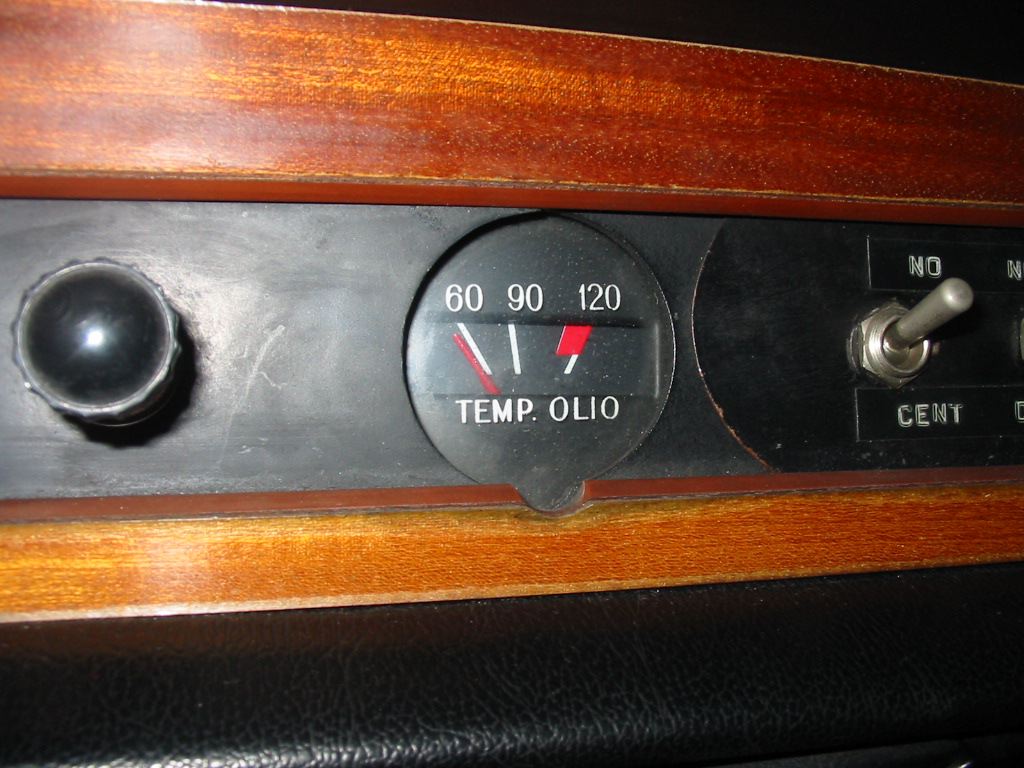 60 90 120
TEMP. OLIO
NO
N
CENT